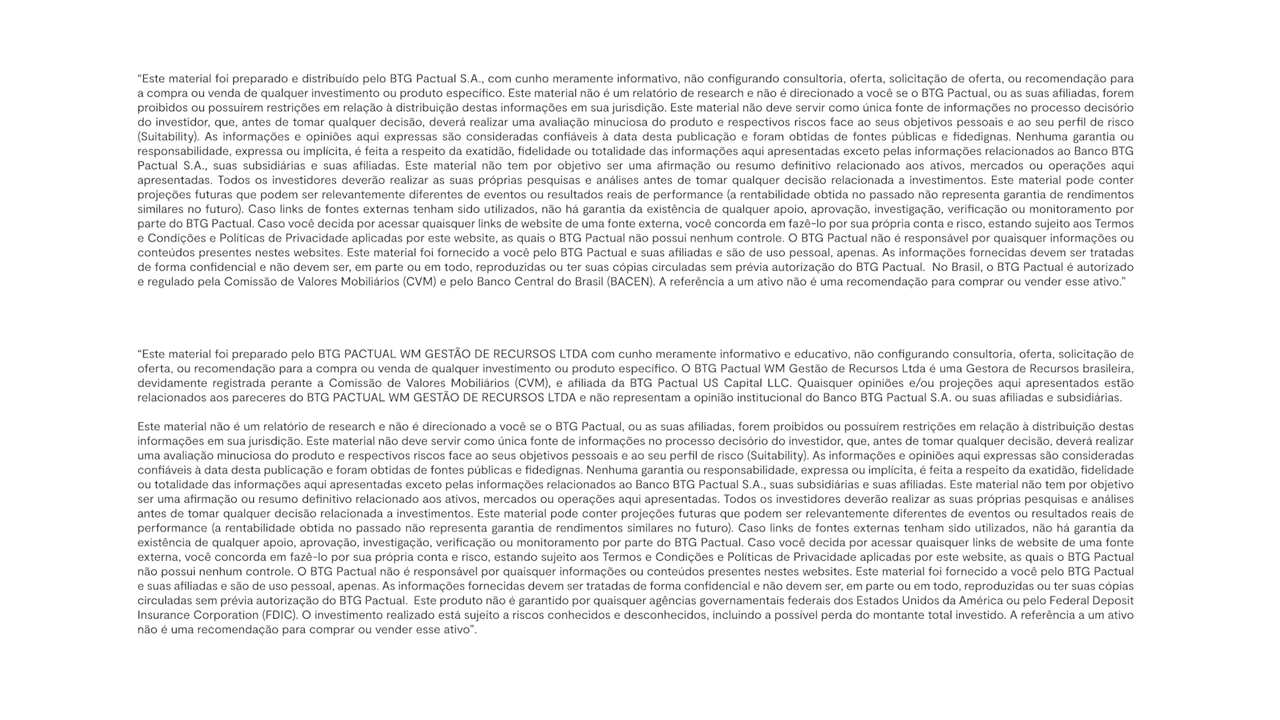 “Este material foi preparado e distribuído pelo BTG Pactual S.A., com cunho meramente informativo, não configurando consultoria, oferta, solicitação de oferta, ou recomendação para
a compra ou venda de qualquer investimento ou produto específico. Este material não é um relatório de research e não é direcionado a você se o BTG Pactual, ou as suas afiliadas, forem
proibidos ou possuírem restrições em relação à distribuição destas informações em sua jurisdição. Este material não deve servir como única fonte de informações no processo decisório
do investidor, que, antes de tomar qualquer decisão, deverá realizar uma avaliação minuciosa do produto e respectivos riscos face ao seus objetivos pessoais e ao seu perfil de risco
(Suitability). As informações e opiniões aqui expressas são consideradas confiáveis à data desta publicação e foram obtidas de fontes públicas e fidedignas. Nenhuma garantia ou
responsabilidade, expressa ou implícita, é feita a respeito da exatidão, fidelidade ou totalidade das informações aqui apresentadas exceto pelas informações relacionados ao Banco BTG
Pactual S.A., suas subsidiárias e suas afiliadas. Este material não tem por objetivo ser uma afirmação ou resumo definitivo relacionado aos ativos, mercados ou operações aqui
apresentadas. Todos os investidores deverão realizar as suas próprias pesquisas e análises antes de tomar qualquer decisão relacionada a investimentos. Este material pode conter
projeções futuras que podem ser relevantemente diferentes de eventos ou resultados reais de performance (a rentabilidade obtida no passado não representa garantia de rendimentos
similares no futuro). Caso links de fontes externas tenham sido utilizados, não há garantia da existência de qualquer apoio, aprovação, investigação, verificação ou monitoramento por
parte do BTG Pactual. Caso você decida por acessar quaisquer links de website de uma fonte externa, você concorda em fazê-lo por sua própria conta e risco, estando sujeito aos Termos
e Condições e Políticas de Privacidade aplicadas por este website, as quais o BTG Pactual não possui nenhum controle. O BTG Pactual não é responsável por quaisquer informações ou
conteúdos presentes nestes websites. Este material foi fornecido a você pelo BTG Pactual e suas afiliadas e são de uso pessoal, apenas. As informações fornecidas devem ser tratadas
de forma confidencial e não devem ser, em parte ou em todo, reproduzidas ou ter suas cópias circuladas sem prévia autorização do BTG Pactual.  No Brasil, o BTG Pactual é autorizado
e regulado pela Comissão de Valores Mobiliários (CVM) e pelo Banco Central do Brasil (BACEN). A referência a um ativo não é uma recomendação para comprar ou vender esse ativo.”
“Este material foi preparado pelo BTG PACTUAL WM GESTÃO DE RECURSOS LTDA com cunho meramente informativo e educativo, não configurando consultoria, oferta, solicitação de
oferta, ou recomendação para a compra ou venda de qualquer investimento ou produto específico. O BTG Pactual WM Gestão de Recursos Ltda é uma Gestora de Recursos brasileira,
devidamente registrada perante a Comissão de Valores Mobiliários (CVM), e afiliada da BTG Pactual US Capital LLC. Quaisquer opiniões e/ou projeções aqui apresentados estão
relacionados aos pareceres do BTG PACTUAL WM GESTÃO DE RECURSOS LTDA e não representam a opinião institucional do Banco BTG Pactual S.A. ou suas afiliadas e subsidiárias.
Este material não é um relatório de research e não é direcionado a você se o BTG Pactual, ou as suas afiliadas, forem proibidos ou possuírem restrições em relação à distribuição destas
informações em sua jurisdição. Este material não deve servir como única fonte de informações no processo decisório do investidor, que, antes de tomar qualquer decisão, deverá realizar
uma avaliação minuciosa do produto e respectivos riscos face ao seus objetivos pessoais e ao seu perfil de risco (Suitability). As informações e opiniões aqui expressas são consideradas
confiáveis à data desta publicação e foram obtidas de fontes públicas e fidedignas. Nenhuma garantia ou responsabilidade, expressa ou implícita, é feita a respeito da exatidão, fidelidade
ou totalidade das informações aqui apresentadas exceto pelas informações relacionados ao Banco BTG Pactual S.A., suas subsidiárias e suas afiliadas. Este material não tem por objetivo
ser uma afirmação ou resumo definitivo relacionado aos ativos, mercados ou operações aqui apresentadas. Todos os investidores deverão realizar as suas próprias pesquisas e análises
antes de tomar qualquer decisão relacionada a investimentos. Este material pode conter projeções futuras que podem ser relevantemente diferentes de eventos ou resultados reais de
performance (a rentabilidade obtida no passado não representa garantia de rendimentos similares no futuro). Caso links de fontes externas tenham sido utilizados, não há garantia da
existência de qualquer apoio, aprovação, investigação, verificação ou monitoramento por parte do BTG Pactual. Caso você decida por acessar quaisquer links de website de uma fonte
externa, você concorda em fazê-lo por sua própria conta e risco, estando sujeito aos Termos e Condições e Políticas de Privacidade aplicadas por este website, as quais o BTG Pactual
não possui nenhum controle. O BTG Pactual não é responsável por quaisquer informações ou conteúdos presentes nestes websites. Este material foi fornecido a você pelo BTG Pactual
e suas afiliadas e são de uso pessoal, apenas. As informações fornecidas devem ser tratadas de forma confidencial e não devem ser, em parte ou em todo, reproduzidas ou ter suas cópias
circuladas sem prévia autorização do BTG Pactual.  Este produto não é garantido por quaisquer agências governamentais federais dos Estados Unidos da América ou pelo Federal Deposit
Insurance Corporation (FDIC). O investimento realizado está sujeito a riscos conhecidos e desconhecidos, incluindo a possível perda do montante total investido. A referência a um ativo
não é uma recomendação para comprar ou vender esse ativo”.